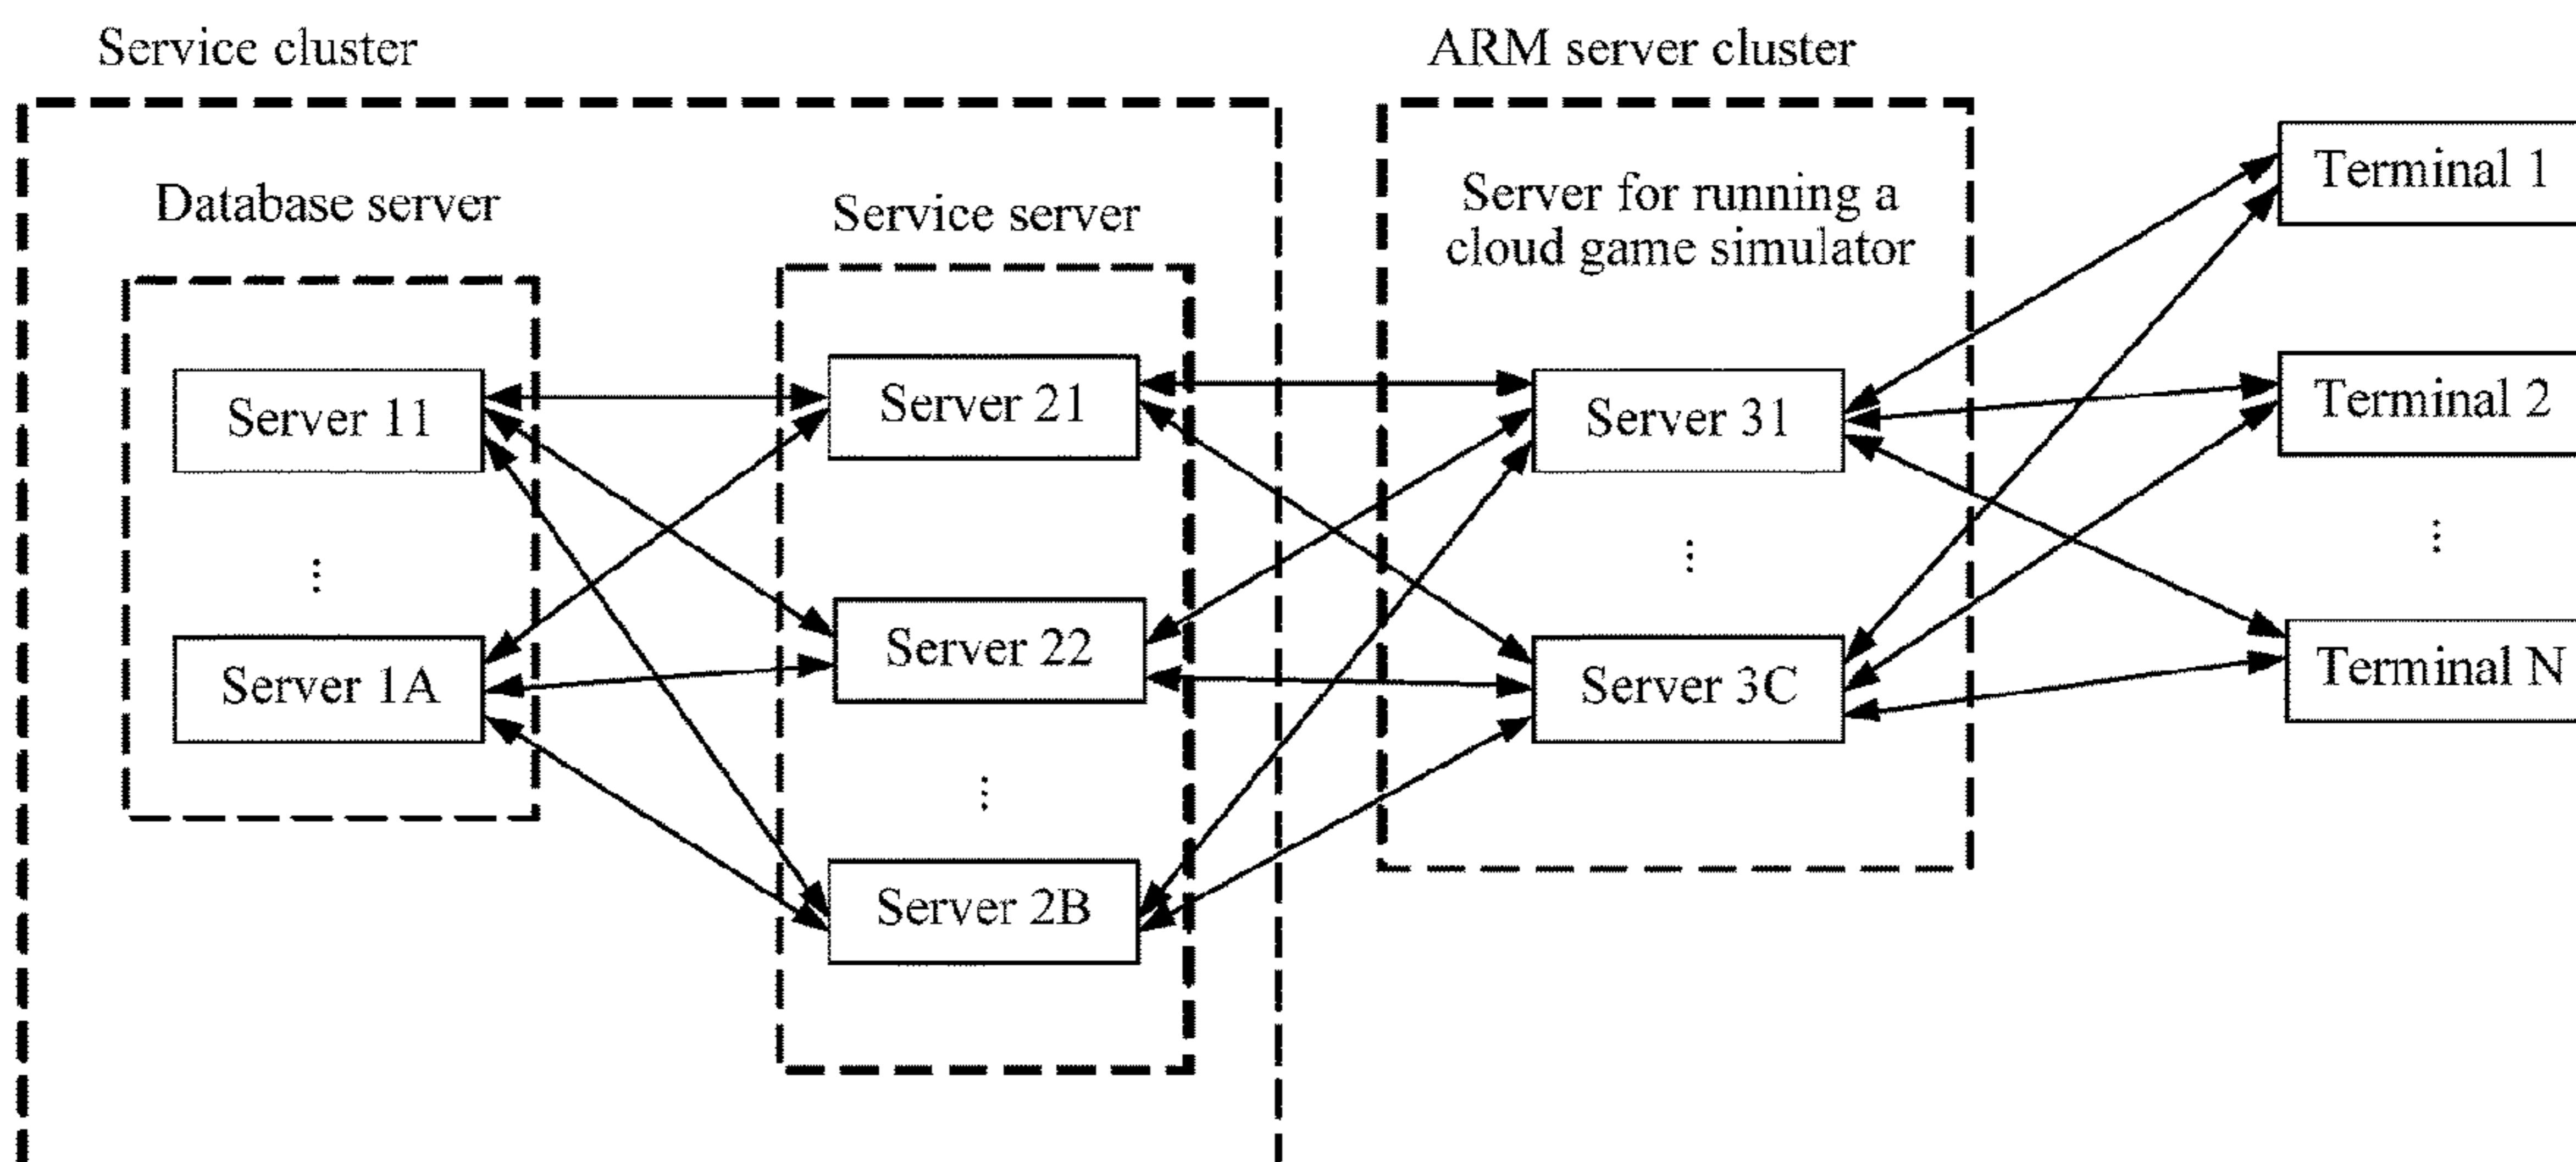 Service cluster
ARM server cluster
Database server
Service server
Server for running a
cloud game simulator
Server 11
...
Server 1A
Server 21
Server 22
...
Server 2B
Server 31
...
Server 3C
Terminal 1
Terminal 2
...
Terminal N